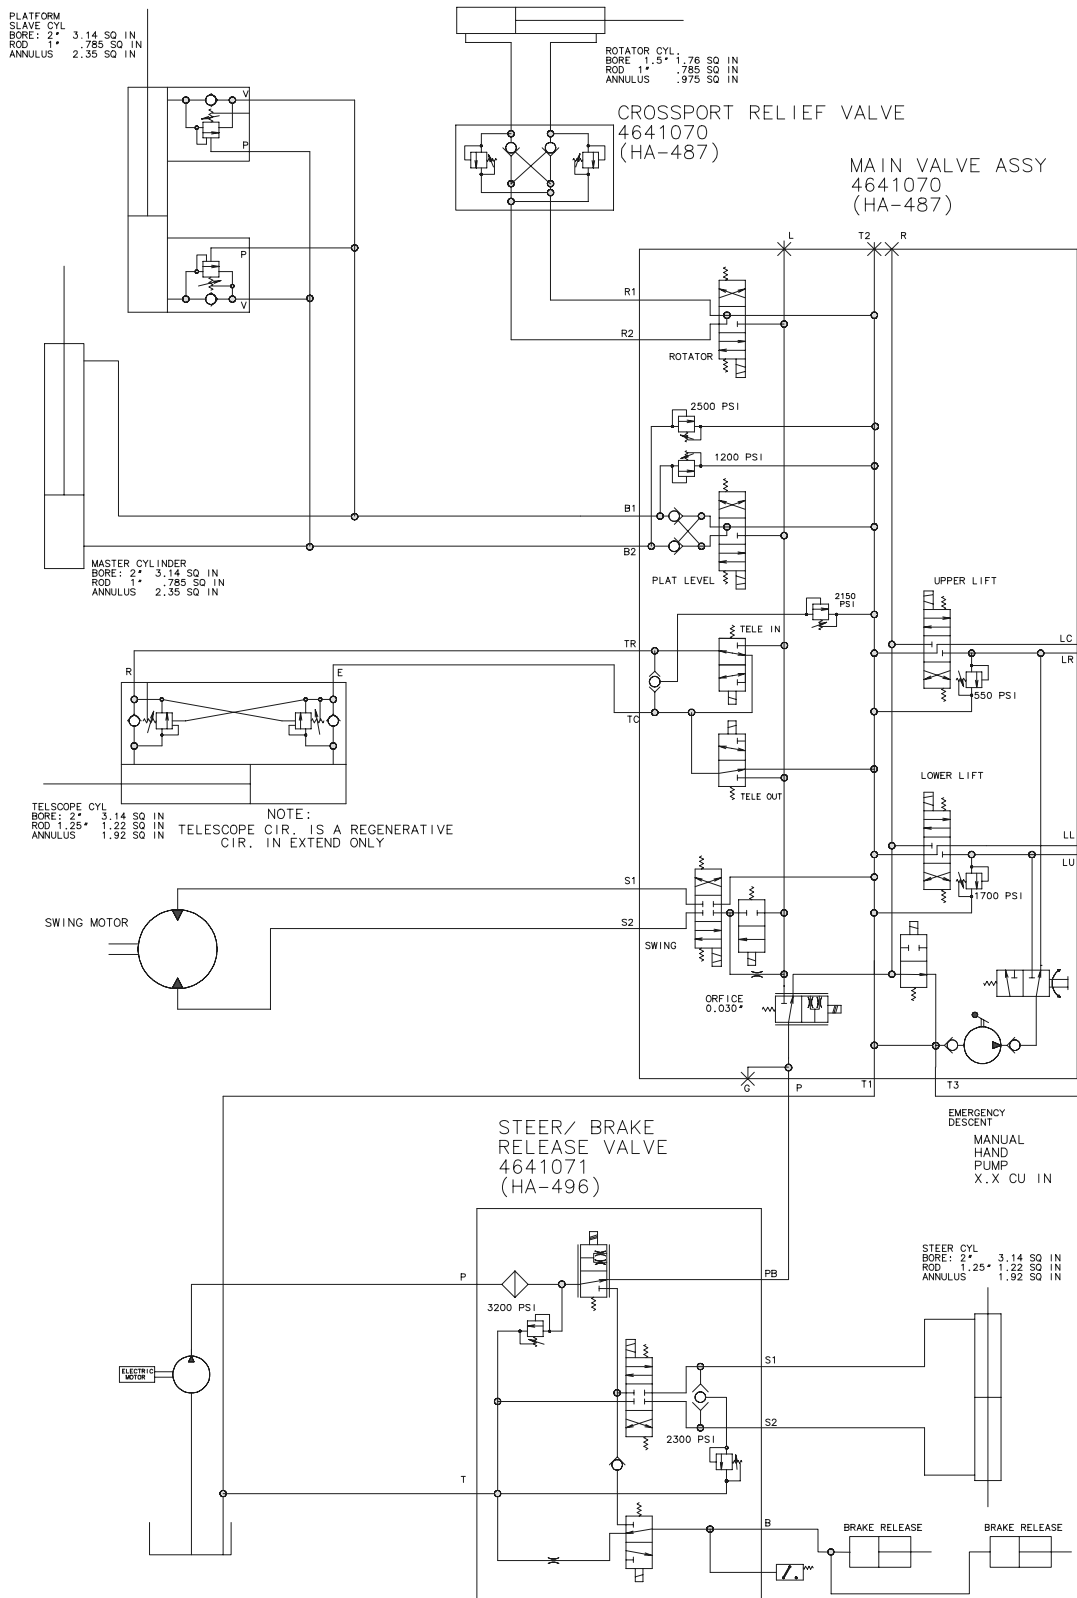 PLATFORM
SLAVE CYL
BORE: 2" 3.14 SQ IN
ROD 1" .785 SQ IN
ANNULUS 2.35 SQ IN
V
P
P
V
ROTATOR CYL.
BORE 1.5" 1.76 SQ IN
ROD 1" .785 SQ IN
ANNULUS .975 SQ IN
CROSSPORT RELIEF VALVE
4641070
(HA-487)
MAIN VALVE ASSY
4641070
(HA-487)
L
T2
R
R1
R2
ROTATOR
2500 PSI
1200 PSI
B1
B2
PLAT LEVEL
MASTER CYLINDER
BORE: 2" 3.14 SQ IN
ROD 1" .785 SQ IN
ANNULUS 2.35 SQ IN
UPPER LIFT
2150
PSI
TELE IN
TR
LC
LR
R
E
550 PSI
TC
TELE OUT
LOWER LIFT
TELSCOPE CYL
BORE: 2" 3.14 SQ IN
ROD 1.25" 1.22 SQ IN
ANNULUS 1.92 SQ IN
NOTE:
TELESCOPE CIR. IS A REGENERATIVE
CIR. IN EXTEND ONLY
LL
LU
S1
1700 PSI
SWING MOTOR
S2
SWING
ORFICE
0.030"
G
P
T1
T3
EMERGENCY
DESCENT
MANUAL
HAND
PUMP
X.X CU IN
STEER/ BRAKE
RELEASE VALVE
4641071
(HA-496)
STEER CYL
BORE: 2" 3.14 SQ IN
ROD 1.25" 1.22 SQ IN
ANNULUS 1.92 SQ IN
P
PB
3200 PSI
ELECTRIC
MOTOR
S1
S2
2300 PSI
T
B
BRAKE RELEASE
BRAKE RELEASE